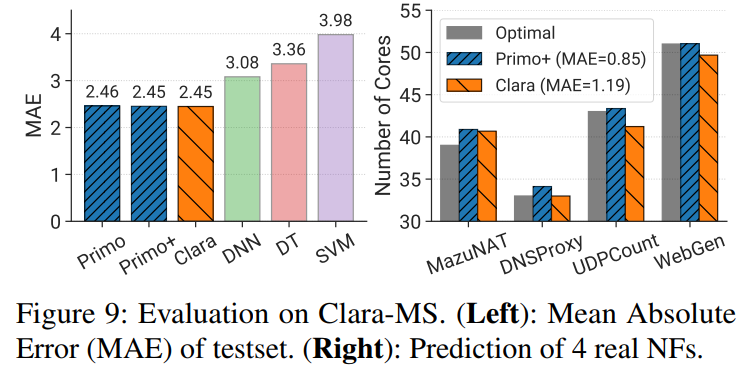 MAE
4
3
2
1
0
2.46
2.45
2.45
3.08
3.36
3.98
Primo
Primo+
Clara
DNN
DT
SVM
Number of Cores
55
50
45
40
35
30
Optimal
Primo+ (MAE=0.85)
Clara (MAE=1.19)
MazuNAT
DNSProxy
UDPCount
WebGen
Figure 9: Evaluation on Clara-MS. (Left): Mean Absolute
Error (MAE) of testset. (Right): Prediction of 4 real NFs.